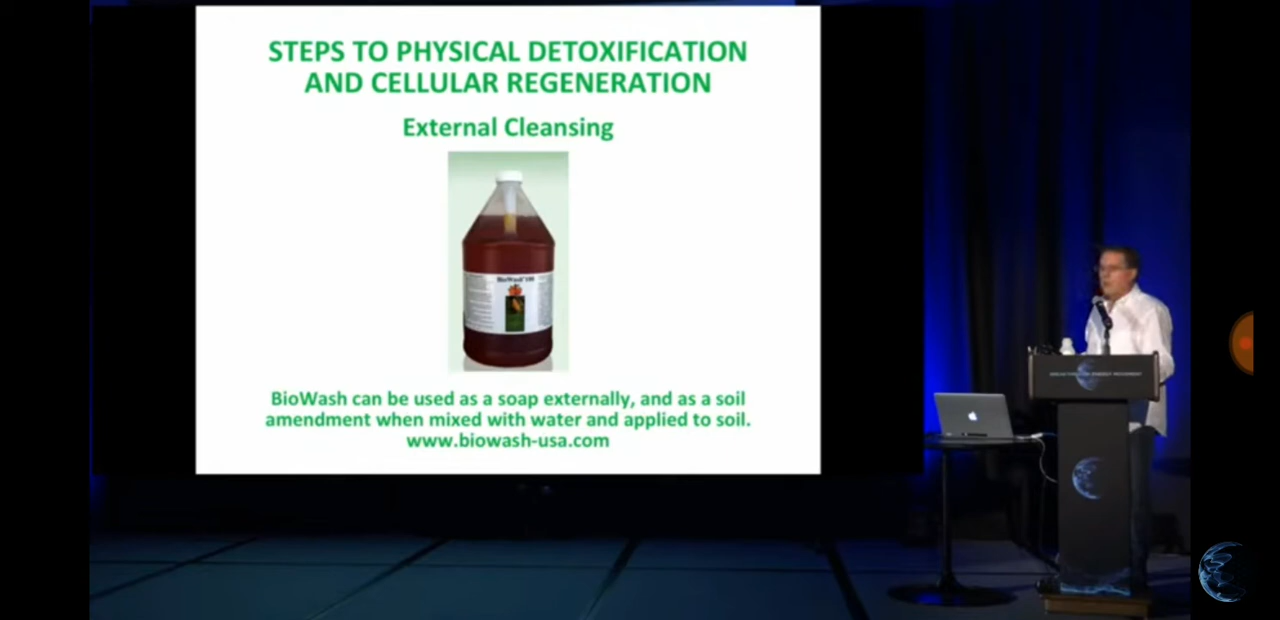 STEPS TO PHYSICAL DETOXIFICATION
AND CELLULAR REGENERATION
External Cleansing
BioWash
BioWash can be used as a soap externally, and as a soil
amendment when mixed with water and applied to soil.
www.biowash-usa.com